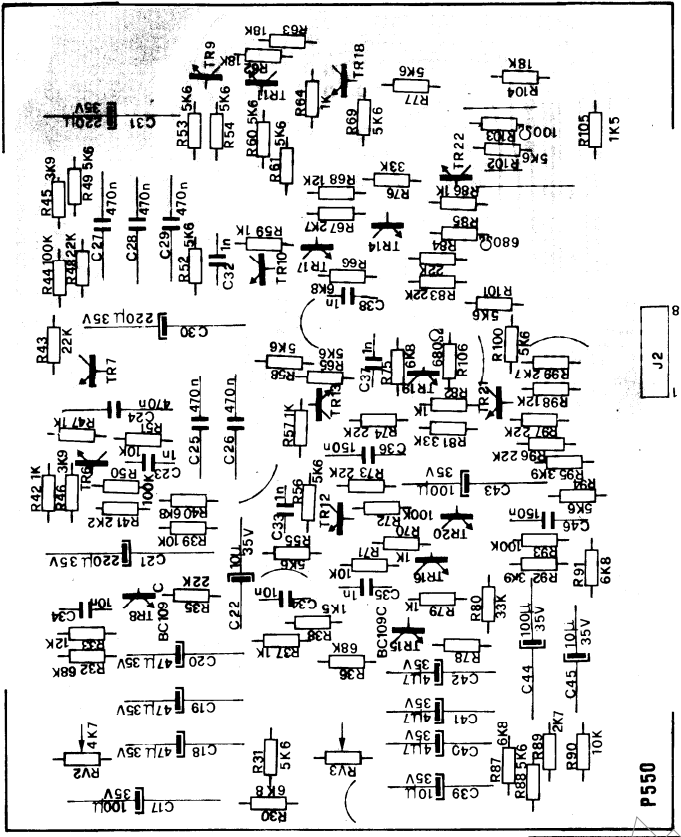 R63
18K
TR9
18K
R62
TR11
TR18
5K6
R77
18K
R104
35V
220µ
C31
R53
5K6
5K6
R54
R60
5K6
R61
5K6
R64
1K
R69
5K6
R103
100Ω
5K6
R102
R105
1K5
TR22
R45
3K9
R49
5K6
470n
C27
470n
C28
470n
C29
R68 12K
R67 2K7
33K
R76
R86 1K
R85
680Ω
R44
100K
R48
22K
R52
5K6
C32
1n
R59 1K
TR10
TR17
TR14
R66
6K8
1n
C38
R84
22K
R83 22K
R101
5K6
220µ 35V
C30
R43
22K
TR7
5K6
R58
R65
5K6
C37
1n
R75
6K8
680Ω
R106
R100
5K6
R99 2K7
TR19
TR21
R98 12K
8
J2
1
470n
C24
R47 1K
R51
10K
C25
470n
C26
470n
R57
1K
TR13
R82
1K
R74 22K
R81 33K
R97 22K
R96 22K
150n
C36
R95 3K9
1n
C23
R42
1K
R46
3K9
TR6
R50
100K
R41 2K2
R40 6K8
R39 10K
R56
5K6
C33
1n
TR12
R73 22K
R72
100K
35V
100µ
C43
TR20
R94
5K6
150n
C46
220µ 35V
C21
10µ
35V
C22
R55
5K6
R70
1K
R71
10K
TR16
100K
R93
R92
3K9
R91
6K8
C34
10n
TR8
BC109 C
22K
R35
10n
C34
1n
C35
1K
R79
R80
33K
12K
R33
R32
68K
1K5
R38
R37 1K
BC109C
TR15
68K
R36
R78
100µ
35V
C44
10µ
35V
C45
47µ 35V
C20
35V
4µ7
C42
47µ 35V
C19
35V
4µ7
C41
4K7
RV2
47µ 35V
C18
R31
5K6
RV3
35V
4µ7
C40
R87
6K8
R88
5K6
R89
2K7
R90
10K
35V
100µ
C17
6K8
R30
35V
10µ
C39
P550